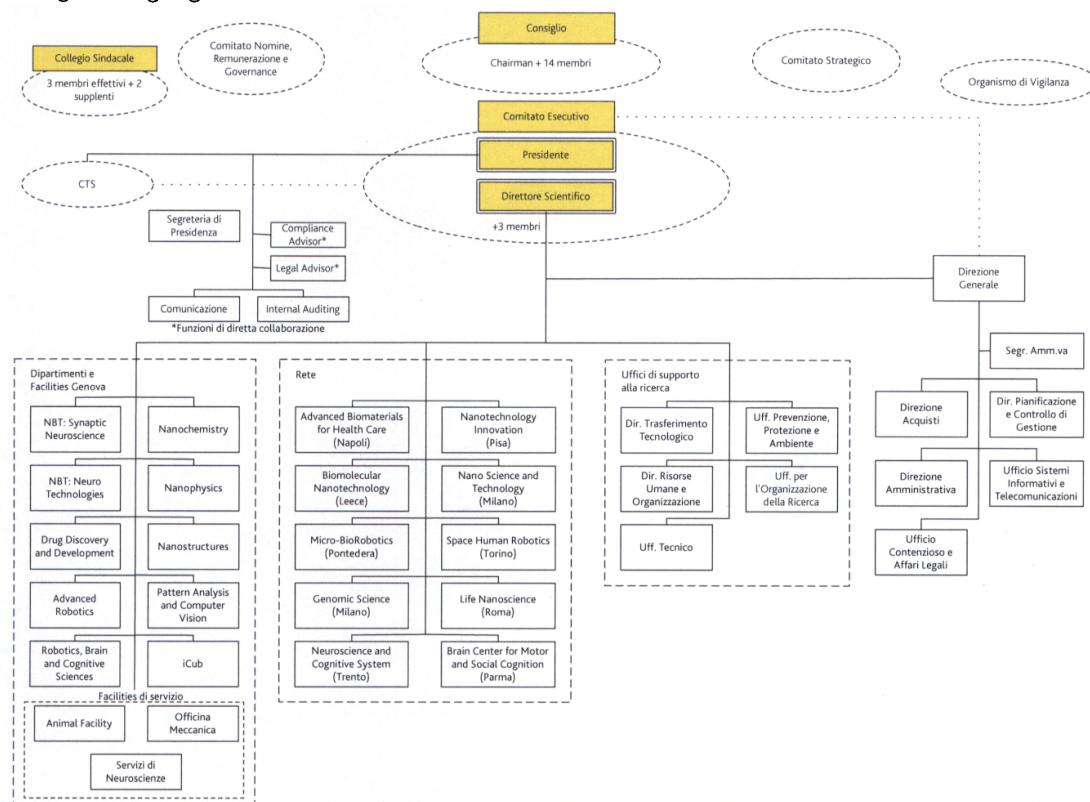 Consiglio
Chairman + 14 membri
Collegio Sindacale
3 membri effettivi + 2
supplenti
Comitato Nomine,
Remunerazione e
Governance
Comitato Strategico
Organismo di Vigilanza
Comitato Esecutivo
Presidente
Direttore Scientifico
+3 membri
CTS
Segreteria di
Presidenza
Compliance
Advisor*
Legal Advisor*
Comunicazione
Internal Auditing
*Funzioni di diretta collaborazione
Direzione
Generale
Segr. Amm.va
Direzione
Acquisti
Dir. Pianificazione
e Controllo di
Gestione
Direzione
Amministrativa
Ufficio Sistemi
Informativi e
Telecomunicazioni
Ufficio
Contenzioso e
Affari Legali
Dipartimenti e
Facilities Genova
NBT: Synaptic
Neuroscience
Nanochemistry
NBT: Neuro
Technologies
Nanophysics
Drug Discovery
and Development
Nanostructures
Advanced
Robotics
Pattern Analysis
and Computer
Vision
Robotics, Brain
and Cognitive
Sciences
iCub
Facilities di servizio
Animal Facility
Officina
Meccanica
Servizi di
Neuroscienze
Rete
Advanced Biomaterials
for Health Care
(Napoli)
Nanotechnology
Innovation
(Pisa)
Biomolecular
Nanotechnology
(Leece)
Nano Science and
Technology
(Milano)
Micro-BioRobotics
(Pontedera)
Space Human Robotics
(Torino)
Genomic Science
(Milano)
Life Nanoscience
(Roma)
Neuroscience and
Cognitive System
(Trento)
Brain Center for Motor
and Social Cognition
(Parma)
Uffici di supporto
alla ricerca
Dir. Trasferimento
Tecnologico
Uff. Prevenzione,
Protezione e
Ambiente
Dir. Risorse
Umane e
Organizzazione
Uff. per
l'Organizzazione
della Ricerca
Uff. Tecnico